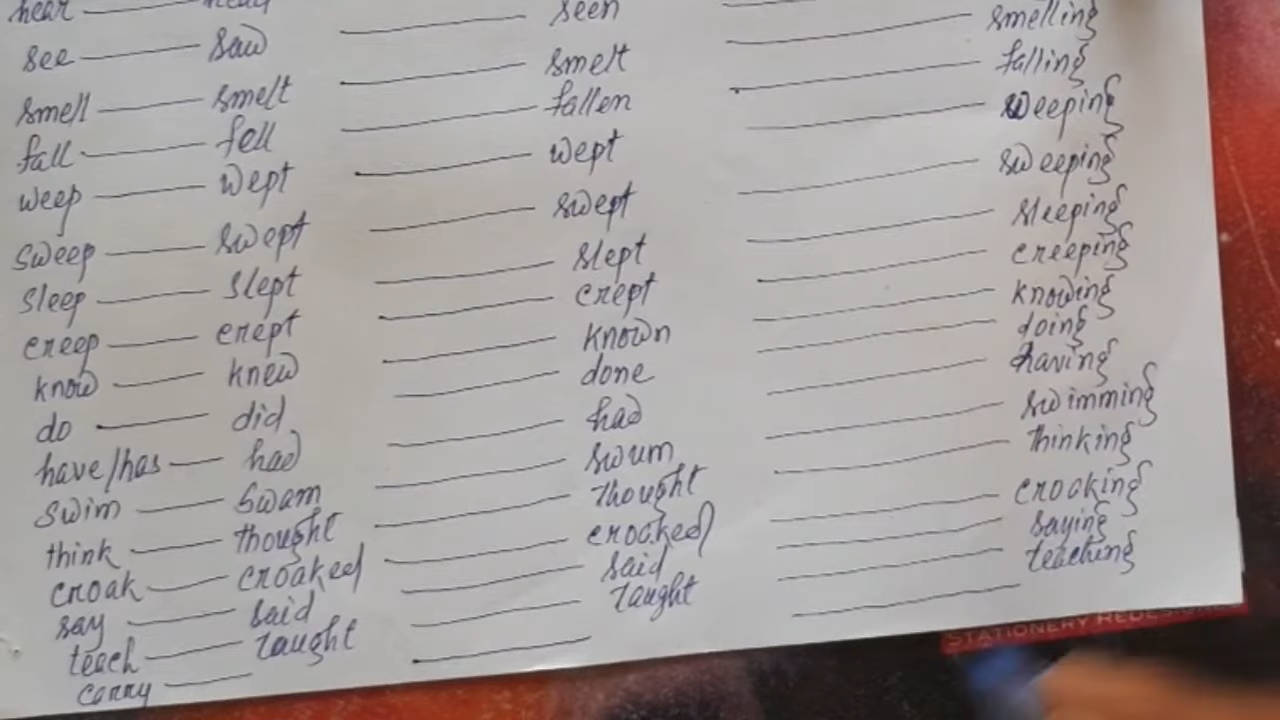 hear heard seen smelling
see saw smelt falling
smell smelt fallen weeping
fall fell wept sweeping
weep wept swept sleeping
sweep swept slept creeping
sleep slept crept knowing
creep crept known doing
know knew done having
do did had swimming
have/has had swum thinking
swim swam thought croaking
think thought croaked saying
croak croaked said teaching
say said taught
teach taught
carry
STATIONERY